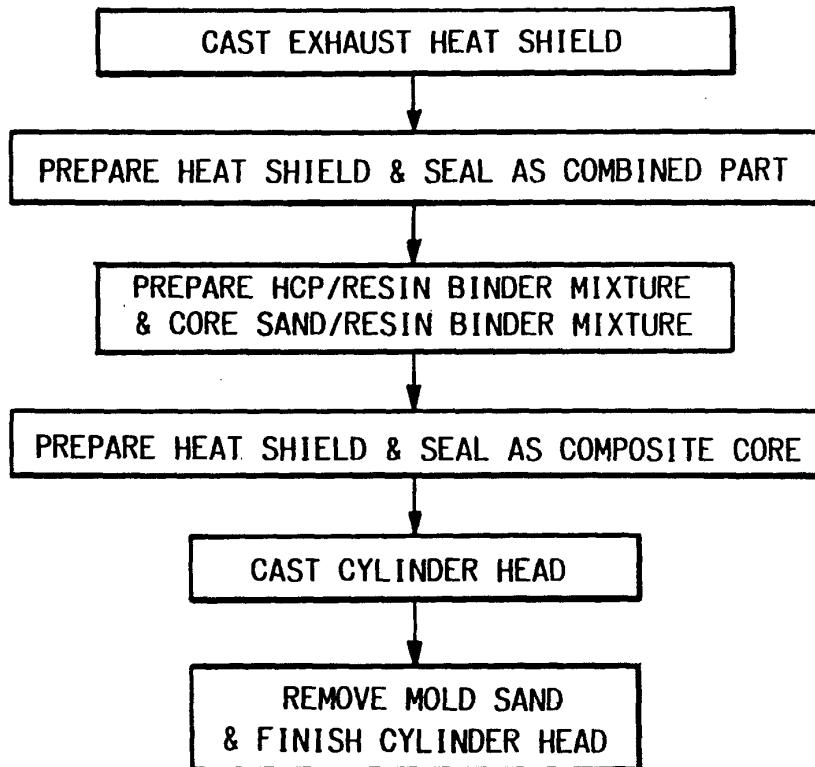 CAST EXHAUST HEAT SHIELD
PREPARE HEAT SHIELD & SEAL AS COMBINED PART
PREPARE HCP/RESIN BINDER MIXTURE
& CORE SAND/RESIN BINDER MIXTURE
PREPARE HEAT SHIELD & SEAL AS COMPOSITE CORE
CAST CYLINDER HEAD
REMOVE MOLD SAND
& FINISH CYLINDER HEAD